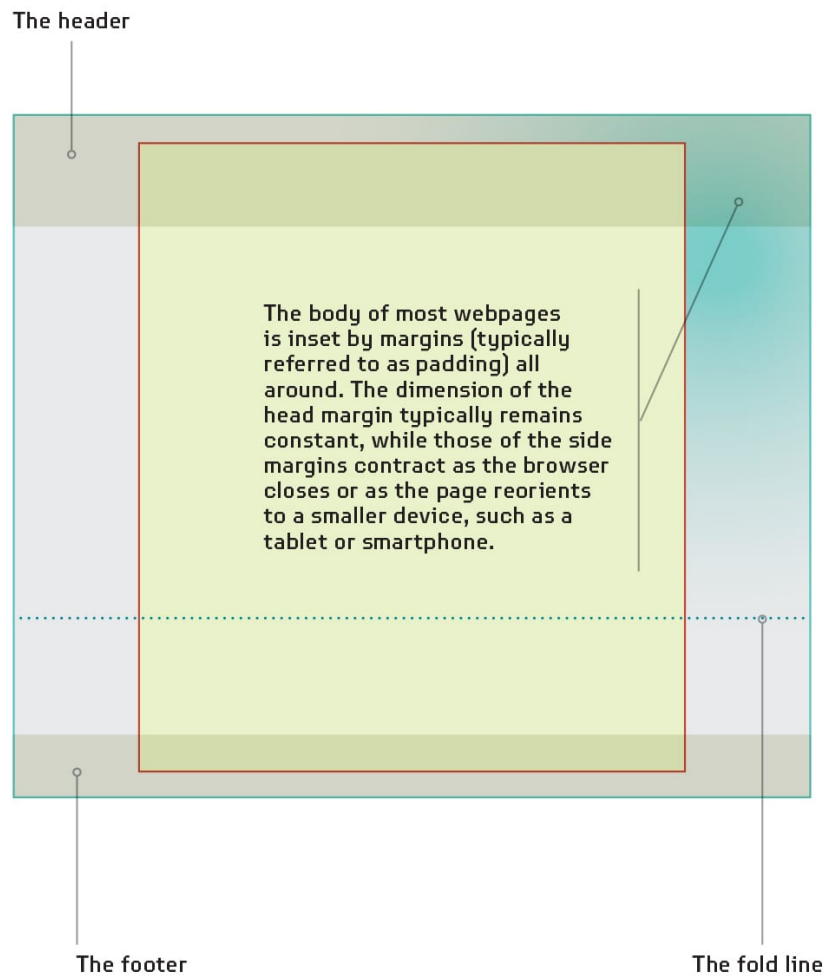 The header
The body of most webpages
is inset by margins (typically
referred to as padding) all
around. The dimension of the
head margin typically remains
constant, while those of the side
margins contract as the browser
closes or as the page reorients
to a smaller device, such as a
tablet or smartphone.
The footer
The fold line